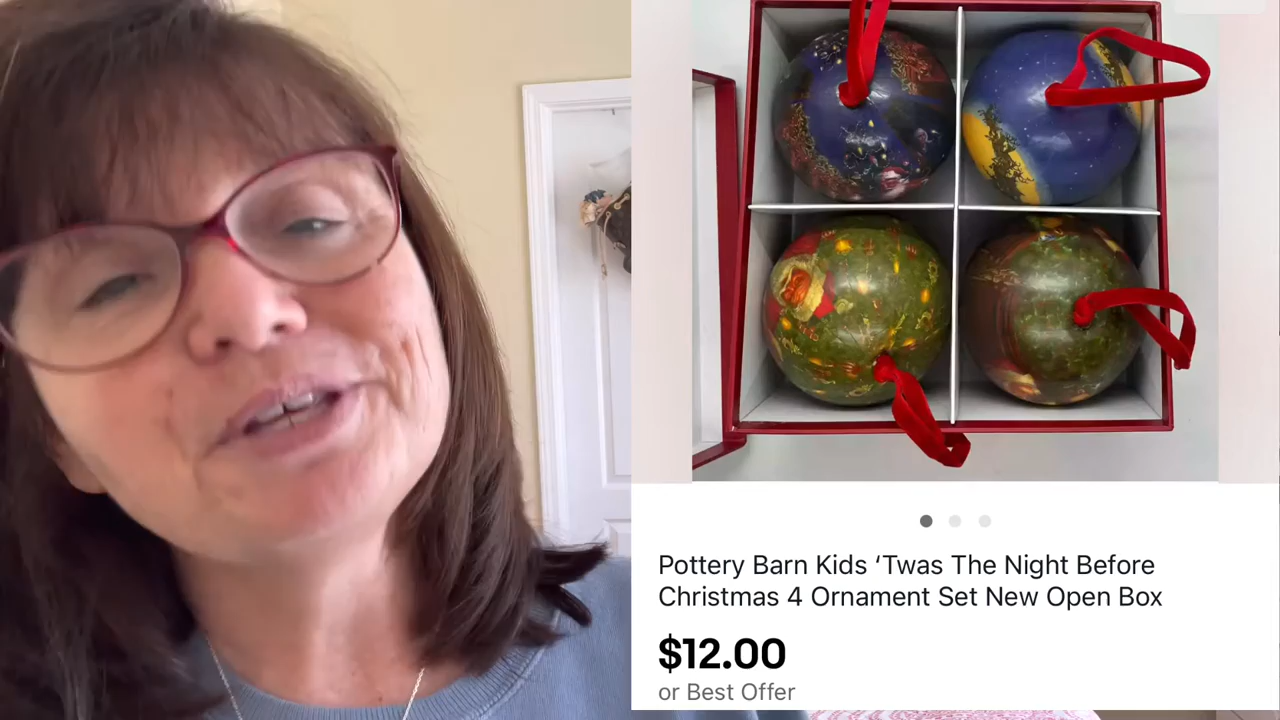 Pottery Barn Kids ‘Twas The Night Before
Christmas 4 Ornament Set New Open Box
$12.00
or Best Offer